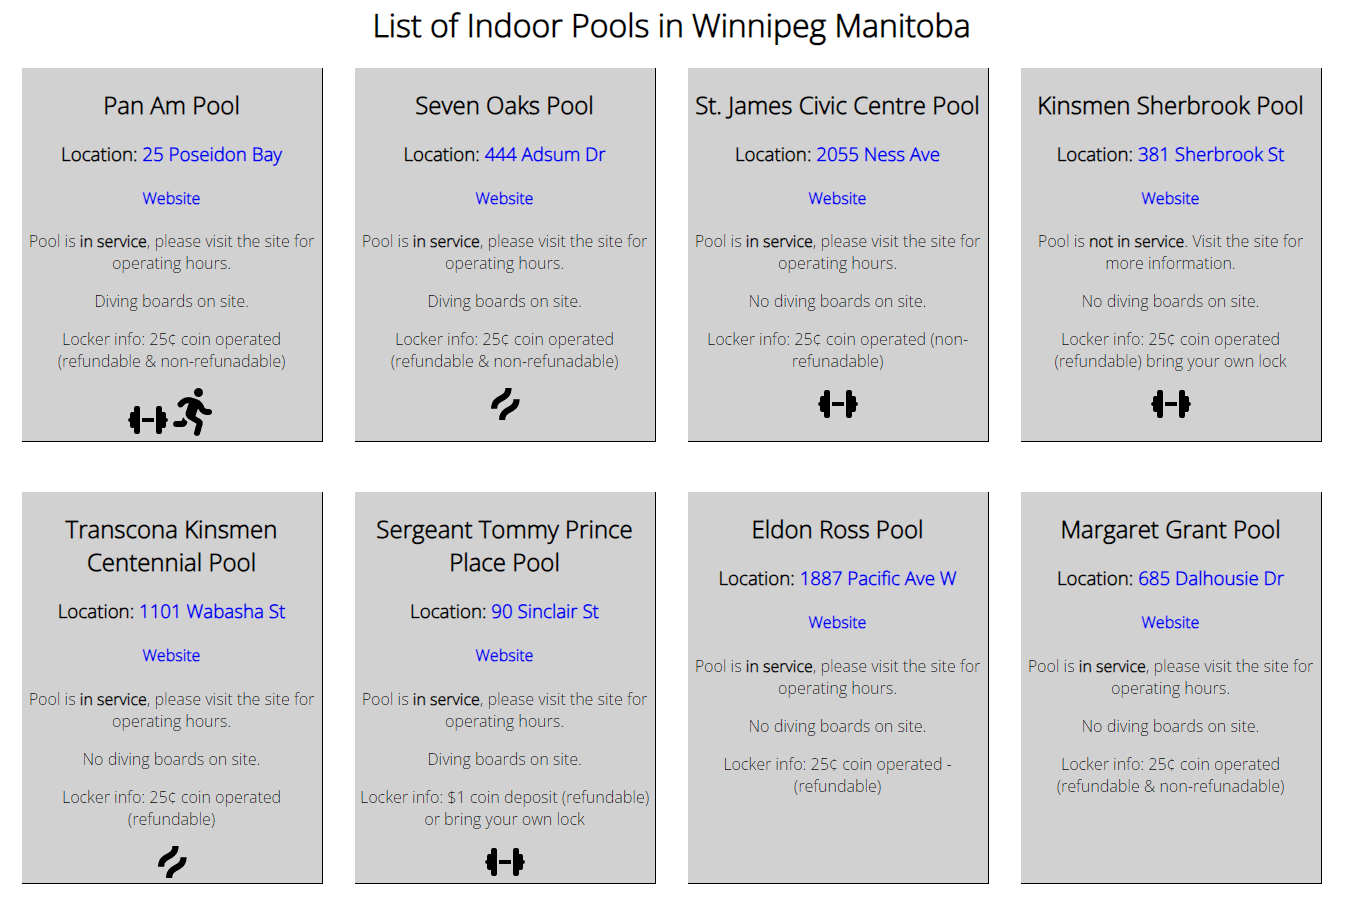 List of Indoor Pools in Winnipeg Manitoba
Pan Am Pool
Location: 25 Poseidon Bay
Website
Pool is in service, please visit the site for
operating hours.
Diving boards on site.
Locker info: 25¢ coin operated
(refundable & non-refunadable)
Seven Oaks Pool
Location: 444 Adsum Dr
Website
Pool is in service, please visit the site for
operating hours.
Diving boards on site.
Locker info: 25¢ coin operated
(refundable & non-refunadable)
St. James Civic Centre Pool
Location: 2055 Ness Ave
Website
Pool is in service, please visit the site for
operating hours.
No diving boards on site.
Locker info: 25¢ coin operated (non-
refunadable)
Kinsmen Sherbrook Pool
Location: 381 Sherbrook St
Website
Pool is not in service. Visit the site for
more information.
No diving boards on site.
Locker info: 25¢ coin operated
(refundable) bring your own lock
Transcona Kinsmen
Centennial Pool
Location: 1101 Wabasha St
Website
Pool is in service, please visit the site for
operating hours.
No diving boards on site.
Locker info: 25¢ coin operated
(refundable)
Sergeant Tommy Prince
Place Pool
Location: 90 Sinclair St
Website
Pool is in service, please visit the site for
operating hours.
Diving boards on site.
Locker info: $1 coin deposit (refundable)
or bring your own lock
Eldon Ross Pool
Location: 1887 Pacific Ave W
Website
Pool is in service, please visit the site for
operating hours.
No diving boards on site.
Locker info: 25¢ coin operated -
(refundable)
Margaret Grant Pool
Location: 685 Dalhousie Dr
Website
Pool is in service, please visit the site for
operating hours.
No diving boards on site.
Locker info: 25¢ coin operated
(refundable & non-refunadable)